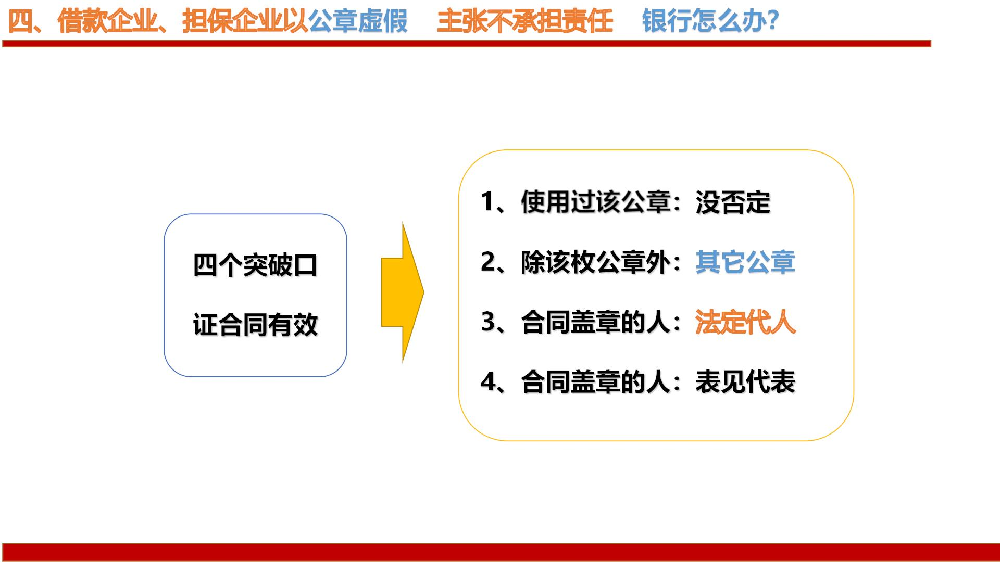 四、借款企业、担保企业以公章虚假 主张不承担责任 银行怎么办?
四个突破口
证合同有效
1、使用过该公章：没否定
2、除该枚公章外：其它公章
3、合同盖章的人：法定代人
4、合同盖章的人：表见代表